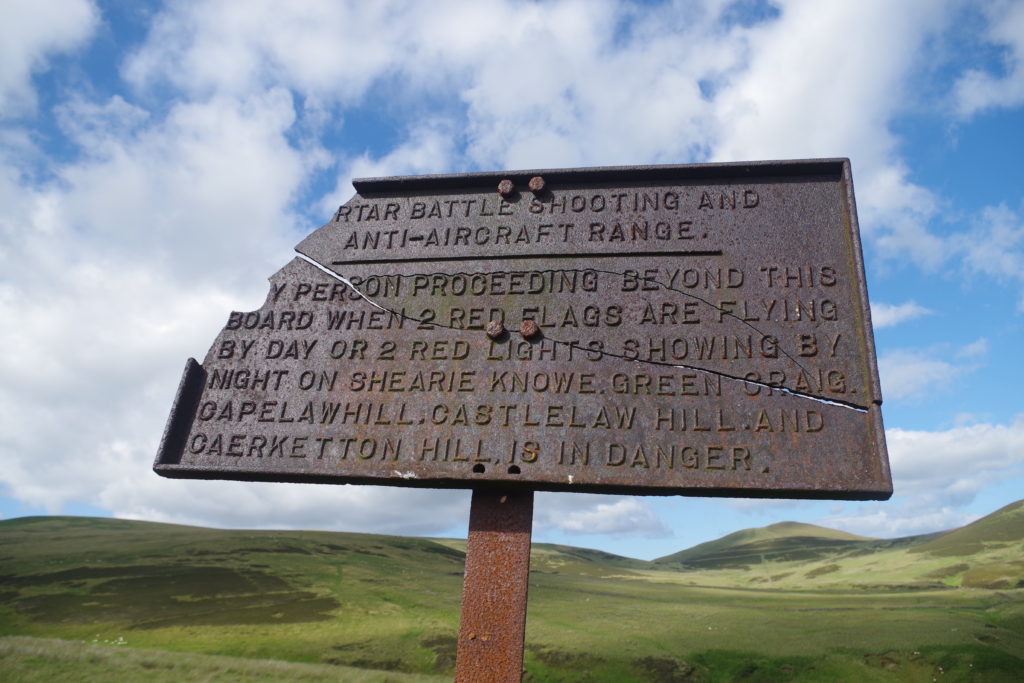 RTAR BATTLE SHOOTING AND
ANTI-AIRCRAFT RANGE.
Y PERSON PROCEEDING BEYOND THIS
BOARD WHEN 2 RED FLAGS ARE FLYING
BY DAY OR 2 RED LIGHTS SHOWING BY
NIGHT ON SHEARIE KNOWE. GREEN CRAIG.
CAPELAWHILL. CASTLELAW HILL. AND
CAERKETTON HILL. IS IN DANGER.